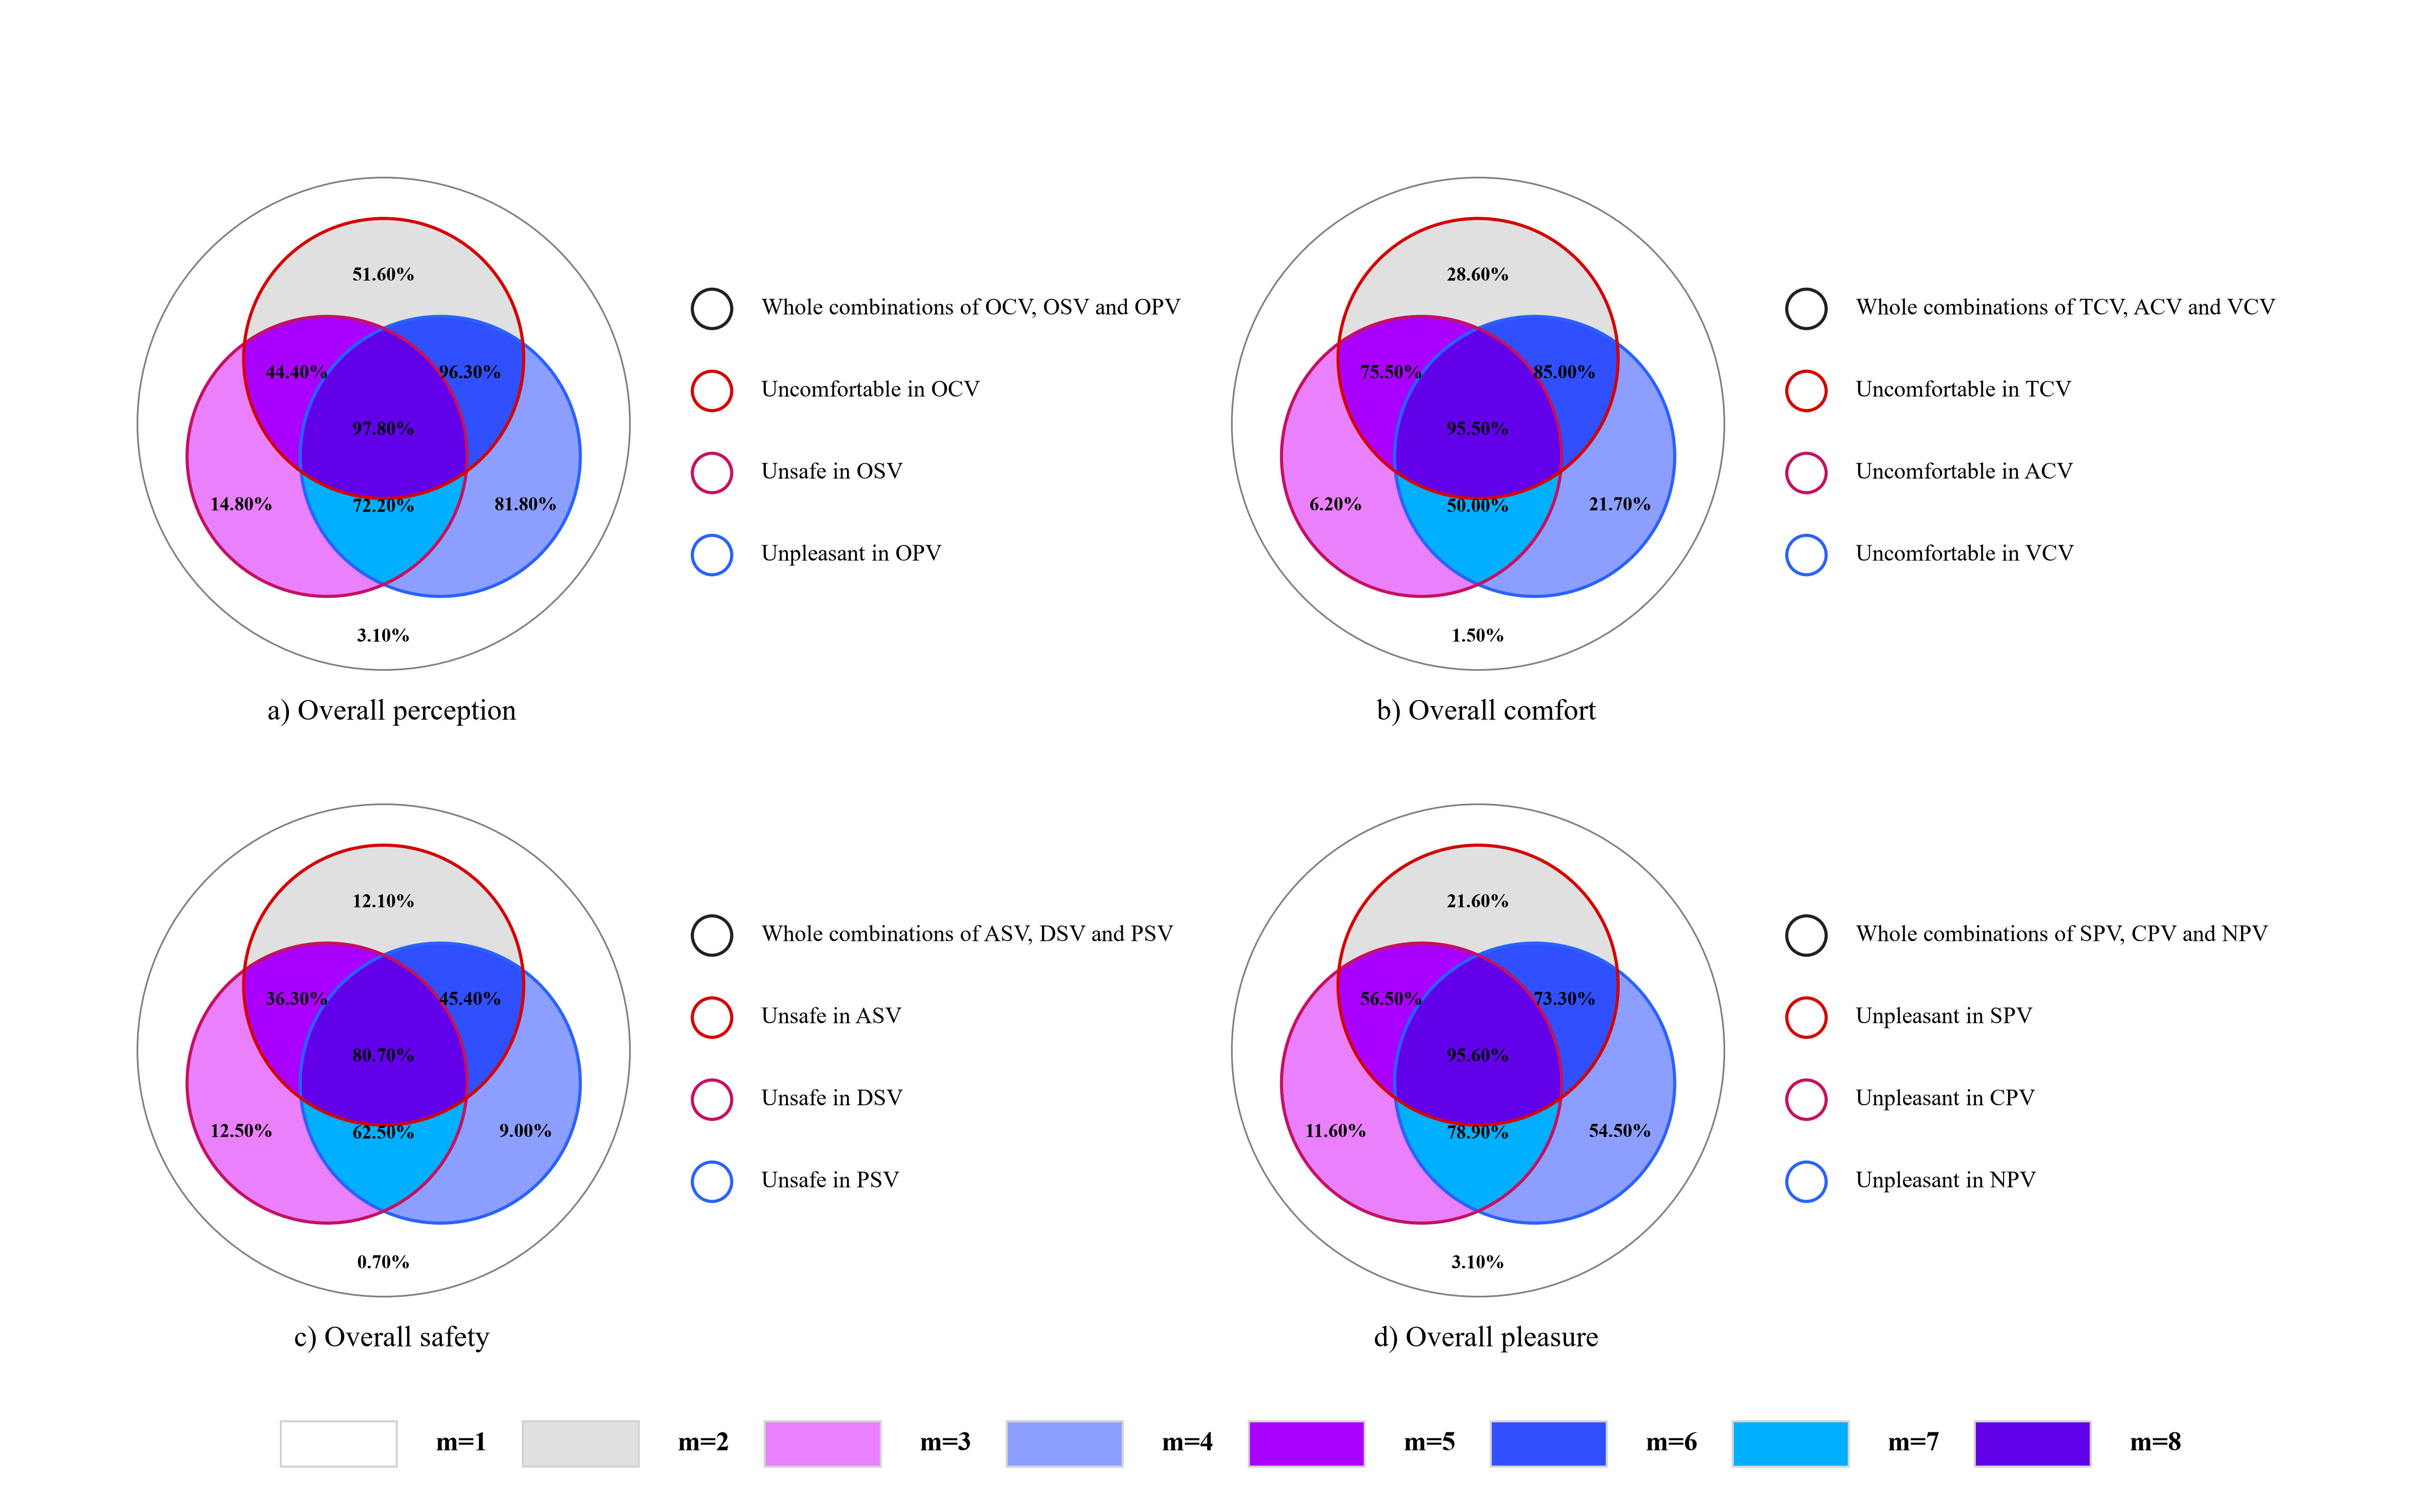 51.60%
44.40%
96.30%
97.80%
14.80%
72.20%
81.80%
3.10%
Whole combinations of OCV, OSV and OPV
Uncomfortable in OCV
Unsafe in OSV
Unpleasant in OPV
a) Overall perception
28.60%
75.50%
85.00%
95.50%
6.20%
50.00%
21.70%
1.50%
Whole combinations of TCV, ACV and VCV
Uncomfortable in TCV
Uncomfortable in ACV
Uncomfortable in VCV
b) Overall comfort
12.10%
36.30%
45.40%
80.70%
12.50%
62.50%
9.00%
0.70%
Whole combinations of ASV, DSV and PSV
Unsafe in ASV
Unsafe in DSV
Unsafe in PSV
c) Overall safety
21.60%
56.50%
73.30%
95.60%
11.60%
78.90%
54.50%
3.10%
Whole combinations of SPV, CPV and NPV
Unpleasant in SPV
Unpleasant in CPV
Unpleasant in NPV
d) Overall pleasure
m=1 m=2 m=3 m=4 m=5 m=6 m=7 m=8